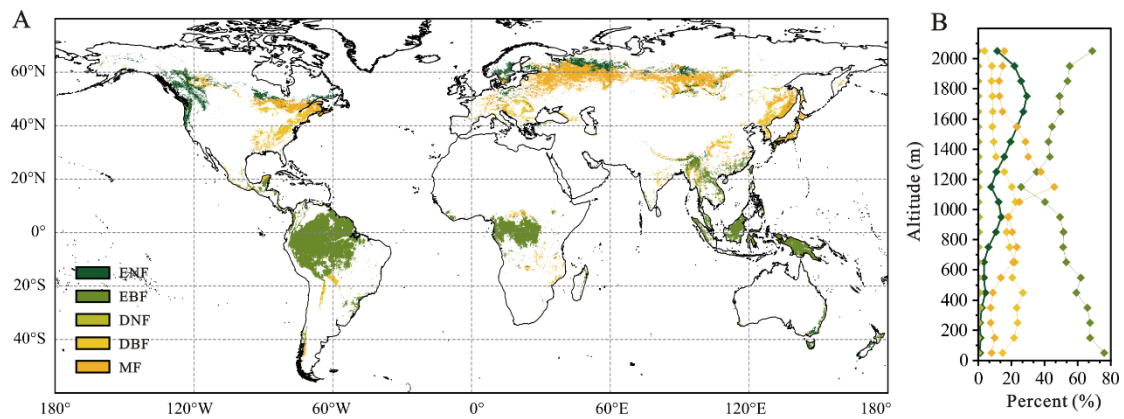 A
B
60°N
40°N
20°N
0°
20°S
40°S
ENF
EBF
DNF
DBF
MF
180°
120°W
60°W
0°
60°E
120°E
180°
Altitude (m)
2000
1800
1600
1400
1200
1000
800
600
400
200
0
0
20
40
60
80
Percent (%)